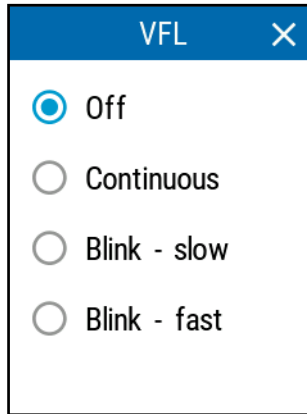 VFL
Off
Continuous
Blink - slow
Blink - fast